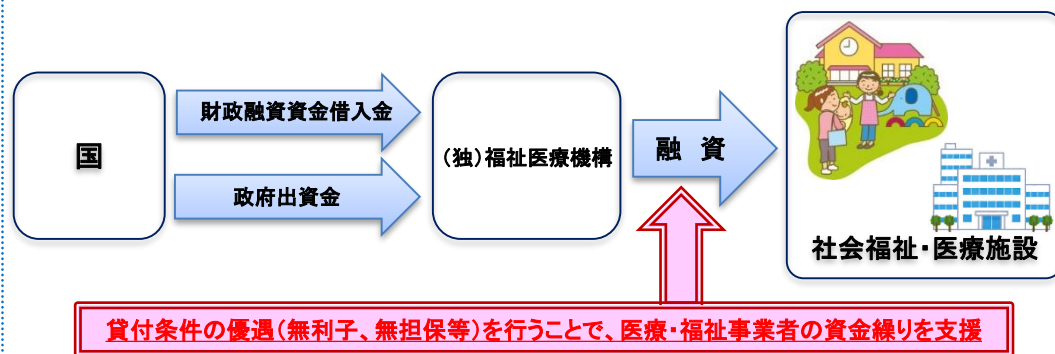 国
財政融資資金借入金
政府出資金
(独)福祉医療機構
融 資
社会福祉・医療施設
貸付条件の優遇(無利子、無担保等)を行うことで、医療・福祉事業者の資金繰りを支援